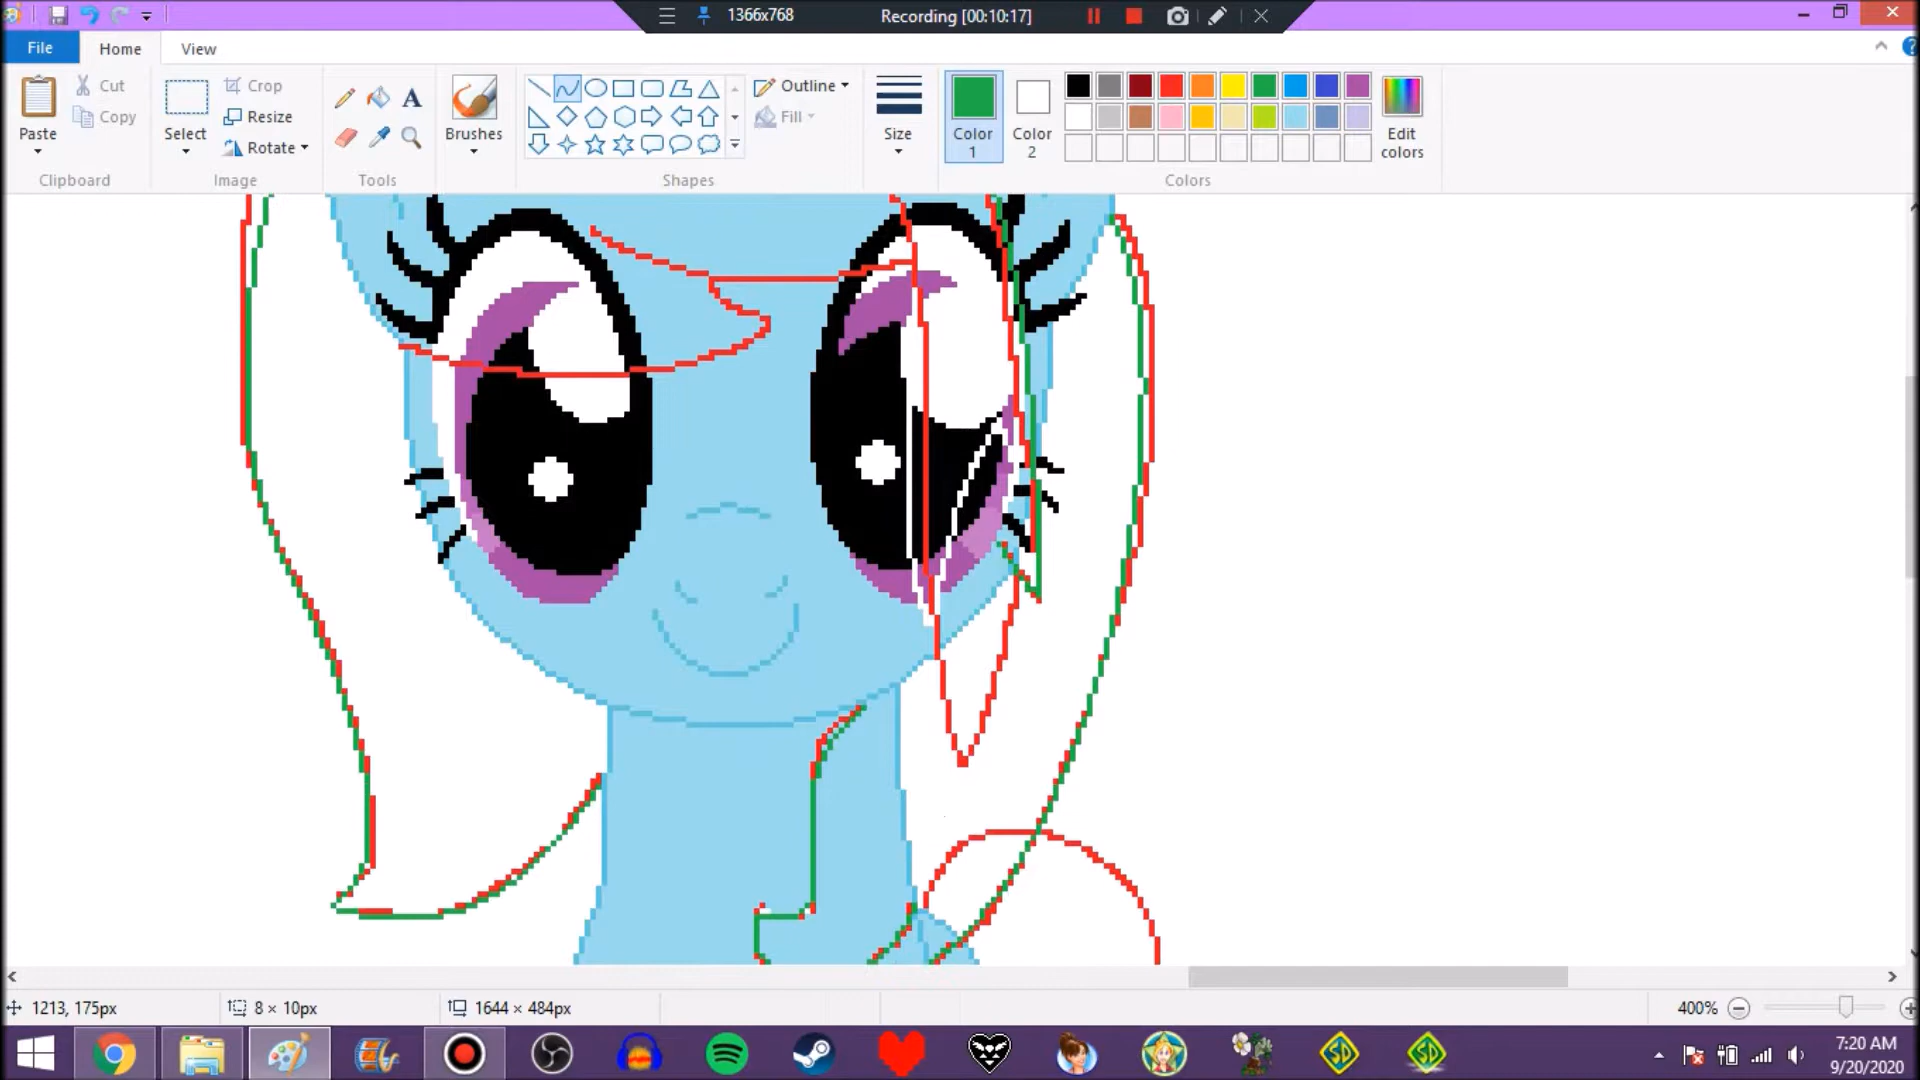 1366x768 Recording [00:10:17]
File Home View
Paste Cut Copy Clipboard
Select Crop Resize Rotate Image
A Tools
Brushes
Shapes Outline Fill
Size
Color 1 Color 2 Edit colors Colors
1213, 175px 8 × 10px 1644 × 484px 400%
SD SD 7:20 AM
9/20/2020